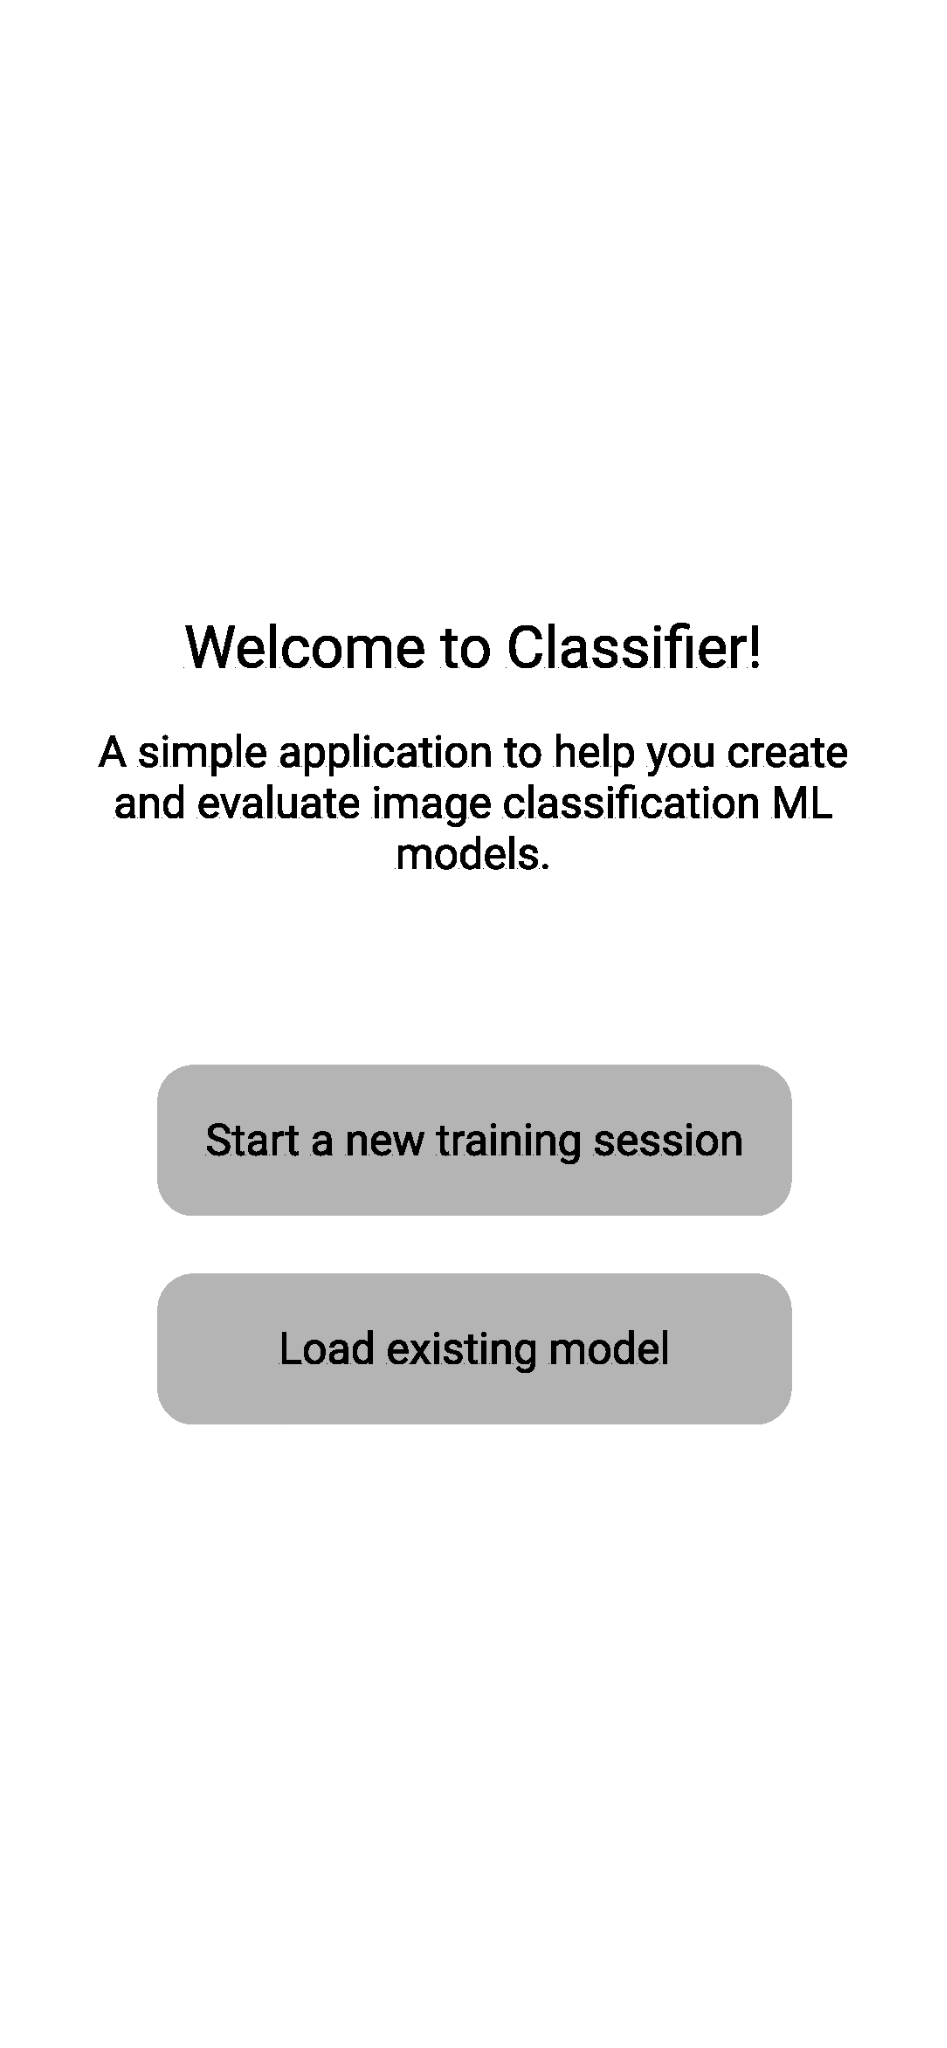 Welcome to Classifier!
A simple application to help you create
and evaluate image classification ML
models.
Start a new training session
Load existing model